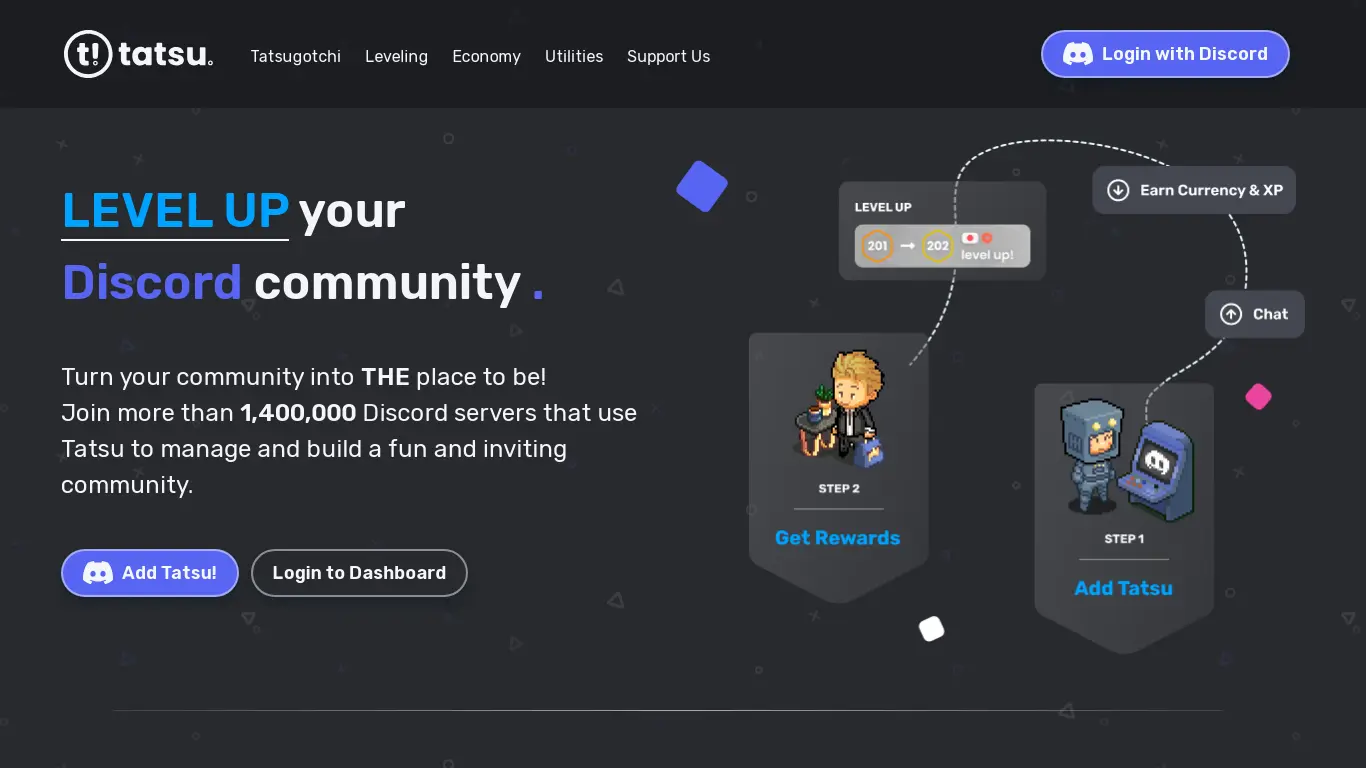 t! tatsu.
Tatsugotchi
Leveling
Economy
Utilities
Support Us
Login with Discord
LEVEL UP your
Discord community .
Turn your community into THE place to be!
Join more than 1,400,000 Discord servers that use
Tatsu to manage and build a fun and inviting
community.
Add Tatsu!
Login to Dashboard
LEVEL UP
201
202
level up!
Earn Currency & XP
Chat
STEP 2
Get Rewards
STEP 1
Add Tatsu